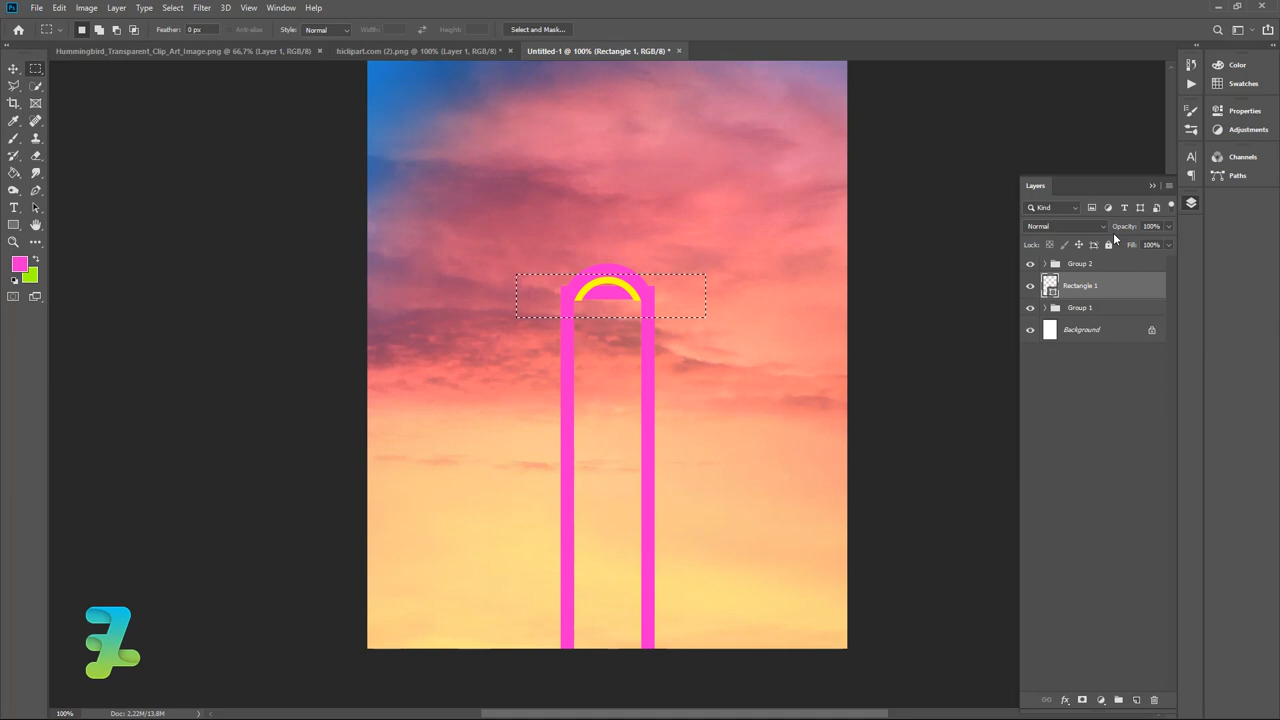 Ps File Edit Image Layer Type Select Filter 3D View Window Help
Feather: 0 px Anti-alias Style: Normal Width: Height: Select and Mask...
Hummingbird_Transparent_Clip_Art_Image.png @ 66,7% (Layer 1, RGB/8) × hiclipart.com (2).png @ 100% (Layer 1, RGB/8) * × Untitled-1 @ 100% (Rectangle 1, RGB/8) * ×
Color
Swatches
Properties
Adjustments
Channels
Paths
Layers
Kind
Normal Opacity: 100%
Lock: Fill: 100%
Group 2
Rectangle 1
Group 1
Background
100% Doc: 2,22M/13,8M